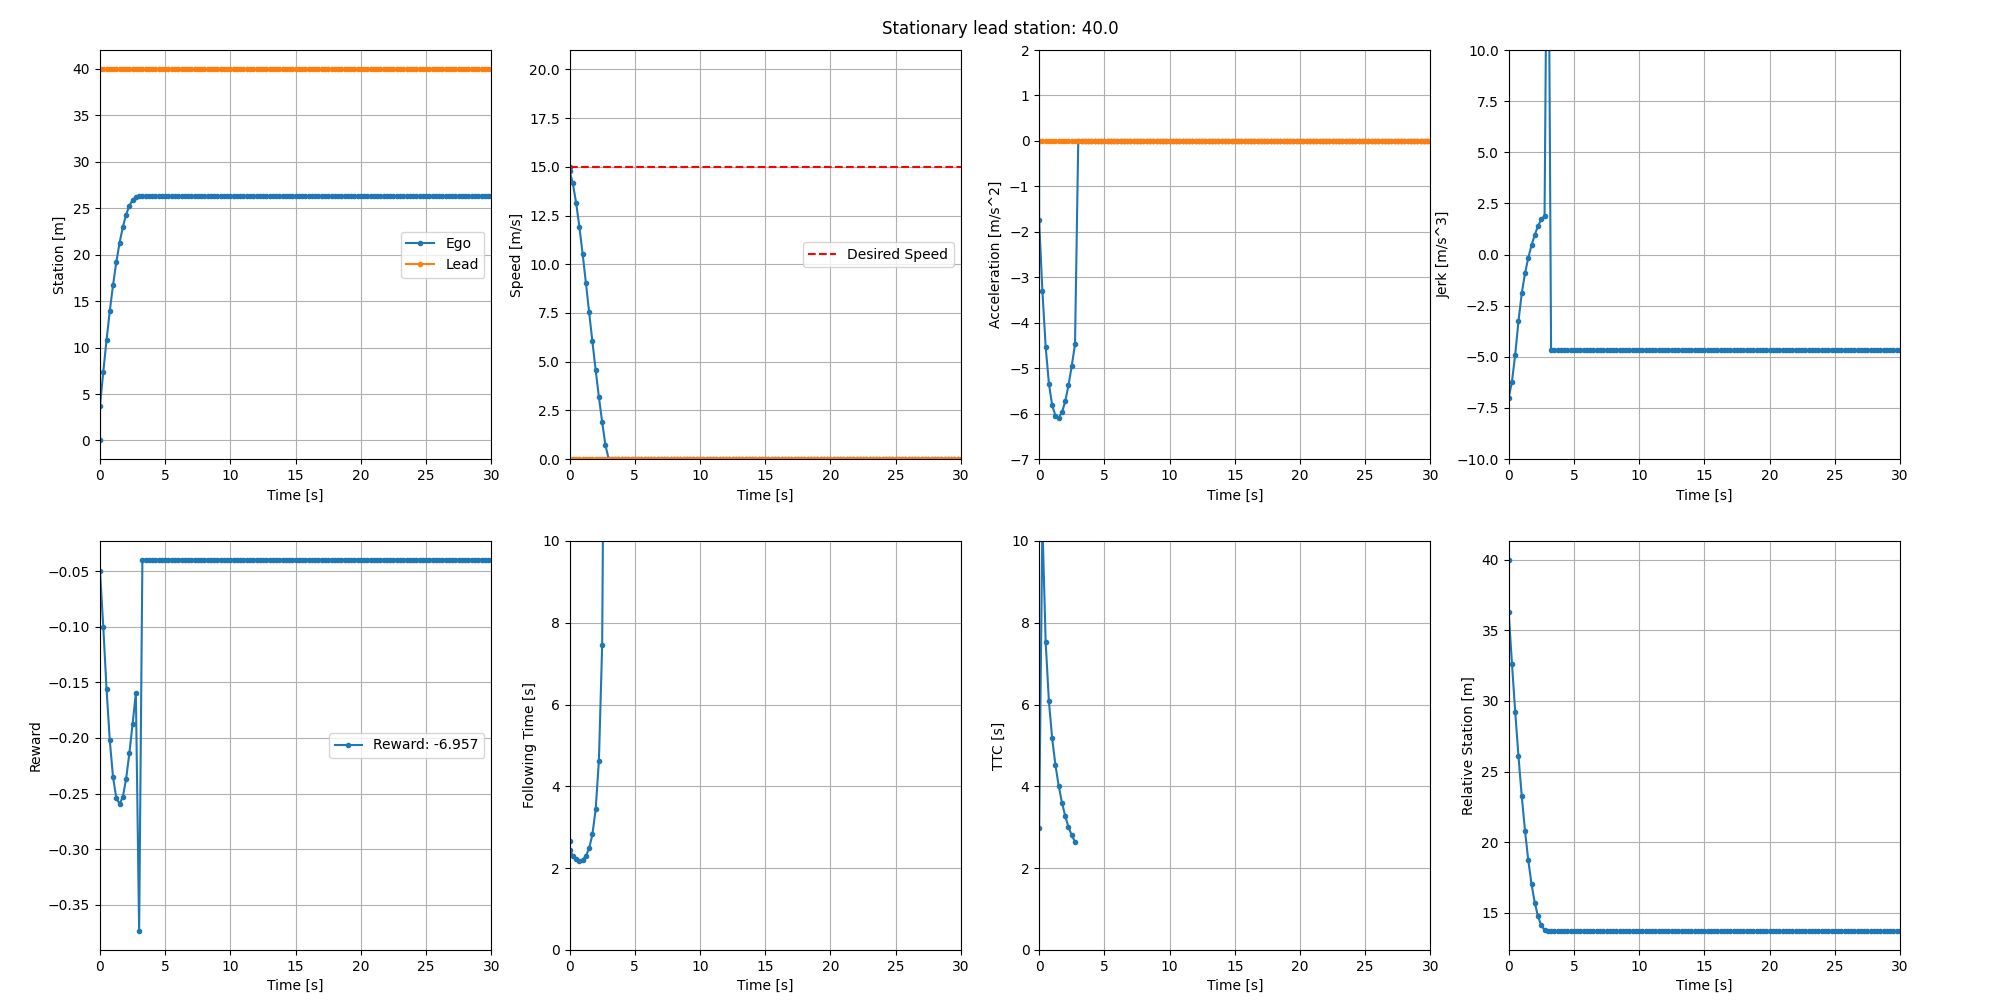 Stationary lead station: 40.0
Station [m]
40
35
30
25
20
15
10
5
0
Ego
Lead
0 5 10 15 20 25 30
Time [s]
Speed [m/s]
20.0
17.5
15.0
12.5
10.0
7.5
5.0
2.5
0.0
Desired Speed
0 5 10 15 20 25 30
Time [s]
Acceleration [m/s^2]
2
1
0
−1
−2
−3
−4
−5
−6
−7
0 5 10 15 20 25 30
Time [s]
Jerk [m/s^3]
10.0
7.5
5.0
2.5
0.0
−2.5
−5.0
−7.5
−10.0
0 5 10 15 20 25 30
Time [s]
Reward
−0.05
−0.10
−0.15
−0.20
−0.25
−0.30
−0.35
Reward: -6.957
0 5 10 15 20 25 30
Time [s]
Following Time [s]
10
8
6
4
2
0
0 5 10 15 20 25 30
Time [s]
TTC [s]
10
8
6
4
2
0
0 5 10 15 20 25 30
Time [s]
Relative Station [m]
40
35
30
25
20
15
0 5 10 15 20 25 30
Time [s]